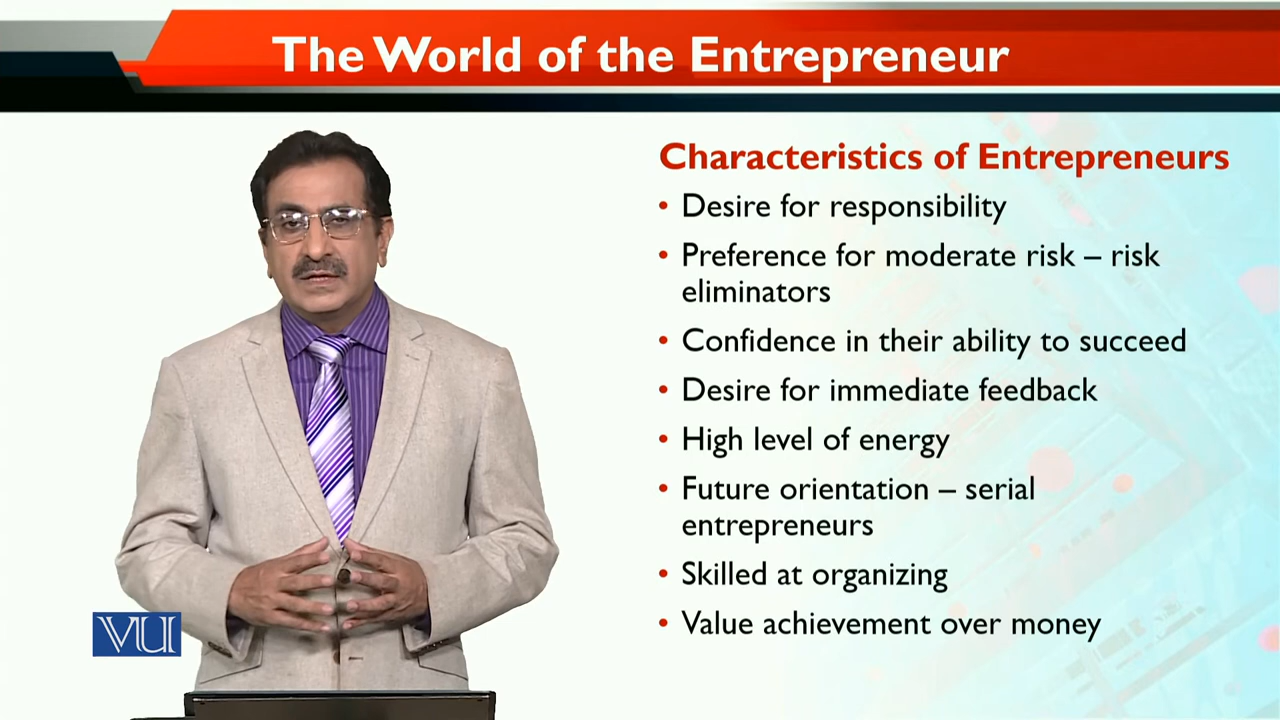 The World of the Entrepreneur
Characteristics of Entrepreneurs
• Desire for responsibility
• Preference for moderate risk – risk
eliminators
• Confidence in their ability to succeed
• Desire for immediate feedback
• High level of energy
• Future orientation – serial
entrepreneurs
• Skilled at organizing
• Value achievement over money
VU